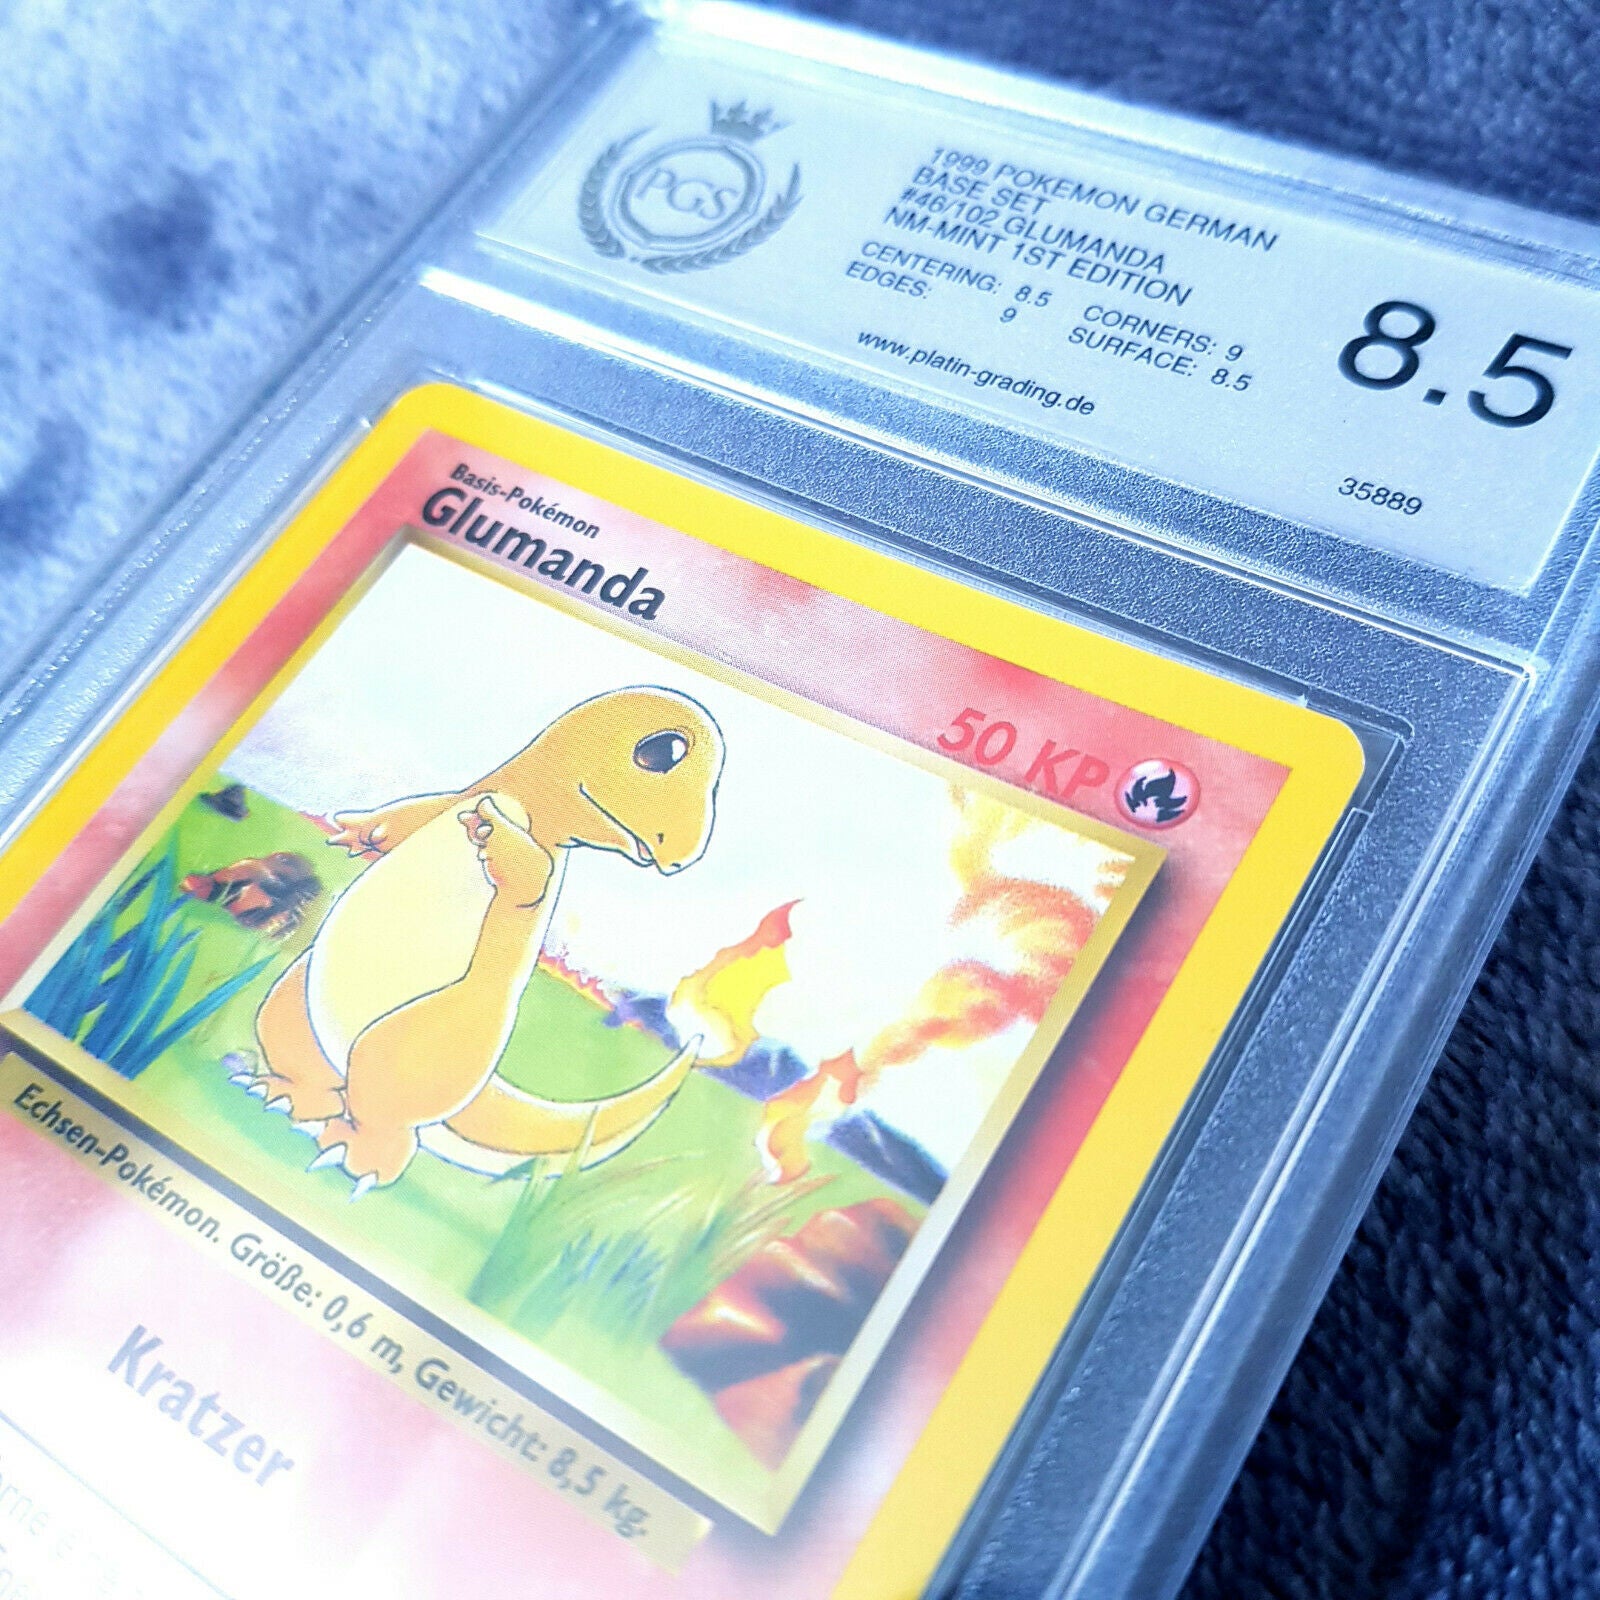 PGS
1999 POKEMON GERMAN
BASE SET
#46/102 GLUMANDA
NM-MINT 1ST EDITION
CENTERING: 8.5 CORNERS: 9
EDGES: 9 SURFACE: 8.5
www.platin-grading.de
8.5
35889
Basis-Pokémon
Glumanda
50 KP
Echsen-Pokémon. Größe: 0,6 m, Gewicht: 8,5 kg.
Kratzer